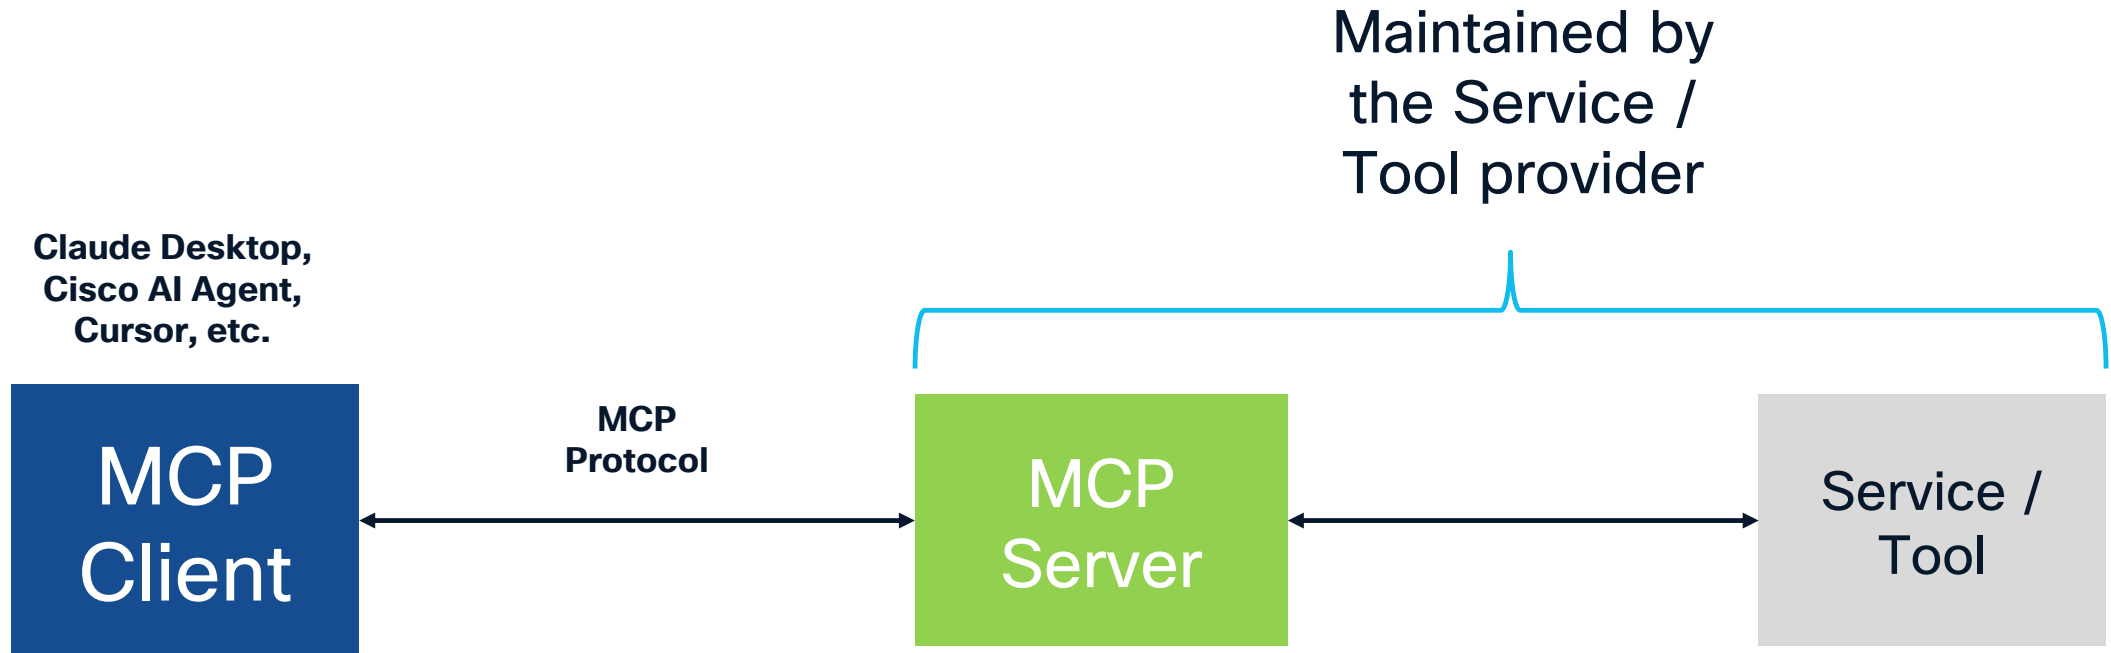 Maintained by
the Service /
Tool provider
Claude Desktop,
Cisco AI Agent,
Cursor, etc.
MCP
Client
MCP
Protocol
MCP
Server
Service /
Tool